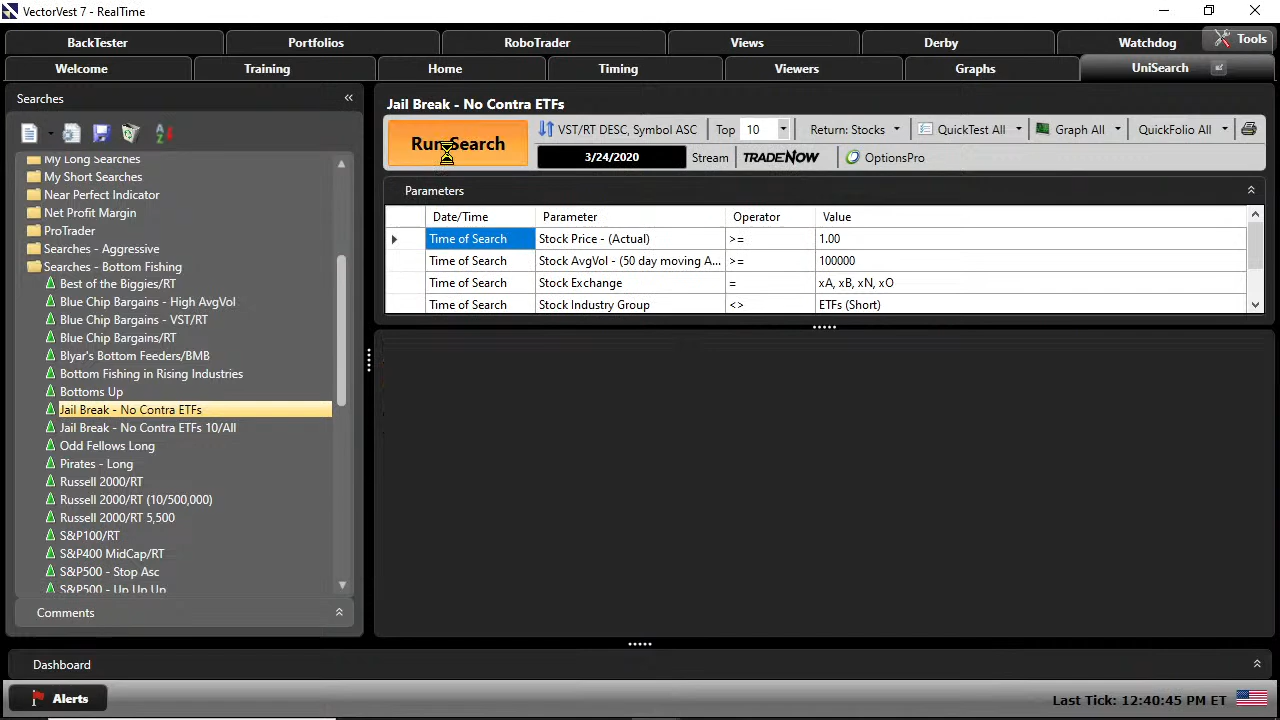 VectorVest 7 - RealTime
BackTester
Portfolios
RoboTrader
Views
Derby
Watchdog
Tools
Welcome
Training
Home
Timing
Viewers
Graphs
UniSearch
Searches
My Long Searches
My Short Searches
Near Perfect Indicator
Net Profit Margin
ProTrader
Searches - Aggressive
Searches - Bottom Fishing
Best of the Biggies/RT
Blue Chip Bargains - High AvgVol
Blue Chip Bargains - VST/RT
Blue Chip Bargains/RT
Blyar's Bottom Feeders/BMB
Bottom Fishing in Rising Industries
Bottoms Up
Jail Break - No Contra ETFs
Jail Break - No Contra ETFs 10/All
Odd Fellows Long
Pirates - Long
Russell 2000/RT
Russell 2000/RT (10/500,000)
Russell 2000/RT 5,500
S&P100/RT
S&P400 MidCap/RT
S&P500 - Stop Asc
S&P500 - Up Up Up
Comments
Jail Break - No Contra ETFs
Run Search
VST/RT DESC, Symbol ASC
Top 10
Return: Stocks
QuickTest All
Graph All
QuickFolio All
3/24/2020
Stream
TRADENOW
OptionsPro
Parameters
Date/Time Parameter Operator Value
Time of Search Stock Price - (Actual) >= 1.00
Time of Search Stock AvgVol - (50 day moving A... >= 100000
Time of Search Stock Exchange = xA, xB, xN, xO
Time of Search Stock Industry Group <> ETFs (Short)
Dashboard
Alerts
Last Tick: 12:40:45 PM ET